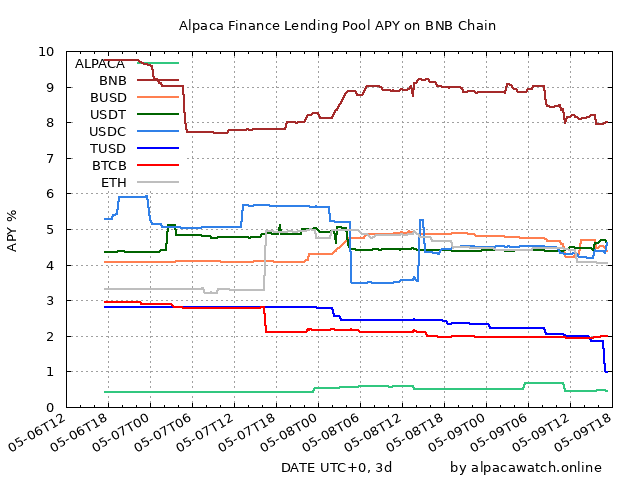 Alpaca Finance Lending Pool APY on BNB Chain
APY %
10
9
8
7
6
5
4
3
2
1
0
ALPACA
BNB
BUSD
USDT
USDC
TUSD
BTCB
ETH
05-06T12
05-06T18
05-07T00
05-07T06
05-07T12
05-07T18
05-08T00
05-08T06
05-08T12
05-08T18
05-09T00
05-09T06
05-09T12
05-09T18
DATE UTC+0, 3d
by alpacawatch.online